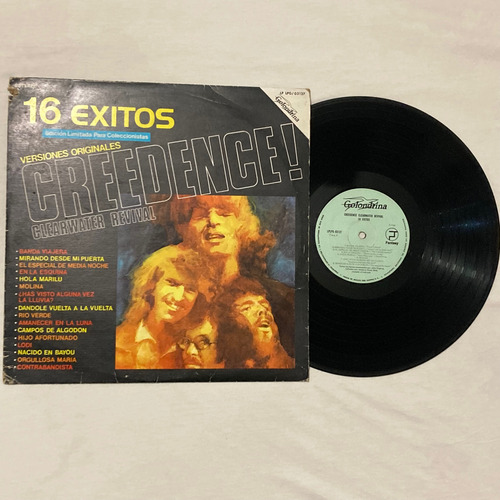 16 EXITOS
Edición Limitada Para Coleccionistas
VERSIONES ORIGINALES
CREEDENCE!
CLEARWATER REVIVAL
Golondrina
BANDA VIAJERA
MIRANDO DESDE MI PUERTA
EL ESPECIAL DE MEDIA NOCHE
EN LA ESQUINA
HOLA MARILU
MOLINA
¿HAS VISTO ALGUNA VEZ
LA LLUVIA?
DANDOLE VUELTA A LA VUELTA
RIO VERDE
AMANECER EN LA LUNA
CAMPOS DE ALGODON
HIJO AFORTUNADO
LODI
NACIDO EN BAYOU
ORGULLOSA MARIA
CONTRABANDISTA
Golondrina
CREEDENCE CLEARWATER REVIVAL
16 EXITOS
Fantasy